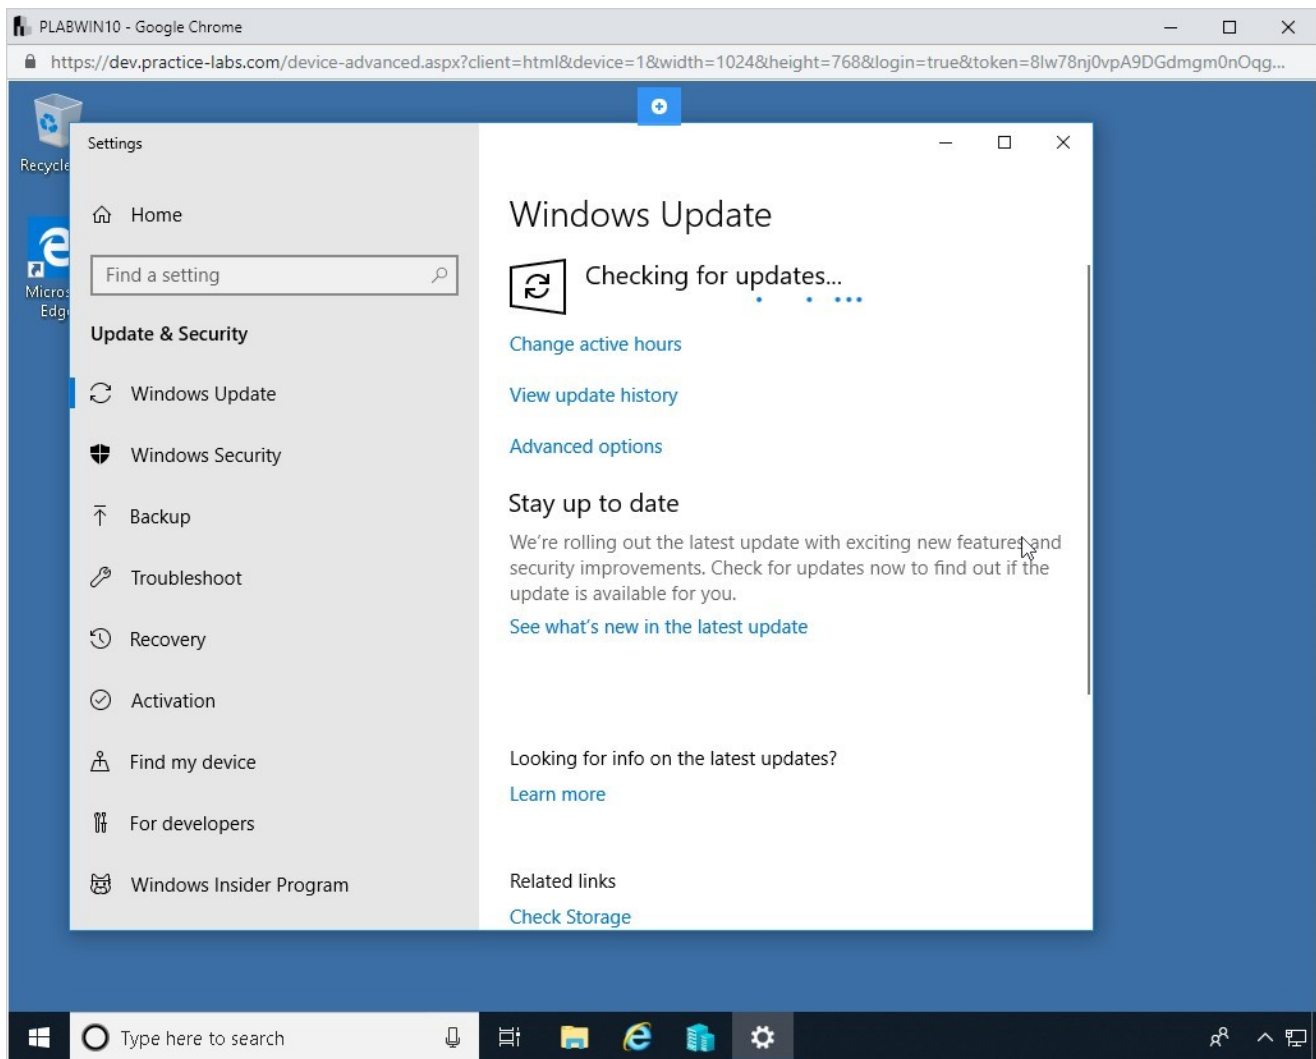 PLABWIN10 - Google Chrome
https://dev.practice-labs.com/device-advanced.aspx?client=html&device=1&width=1024&height=768&login=true&token=8lw78nj0vpA9DGdmgm0nOqg...
Recycle
Micros
Edg
Settings
Home
Find a setting
Update & Security
Windows Update
Windows Security
Backup
Troubleshoot
Recovery
Activation
Find my device
For developers
Windows Insider Program
Windows Update
Checking for updates...
Change active hours
View update history
Advanced options
Stay up to date
We're rolling out the latest update with exciting new features and
security improvements. Check for updates now to find out if the
update is available for you.
See what's new in the latest update
Looking for info on the latest updates?
Learn more
Related links
Check Storage
Type here to search